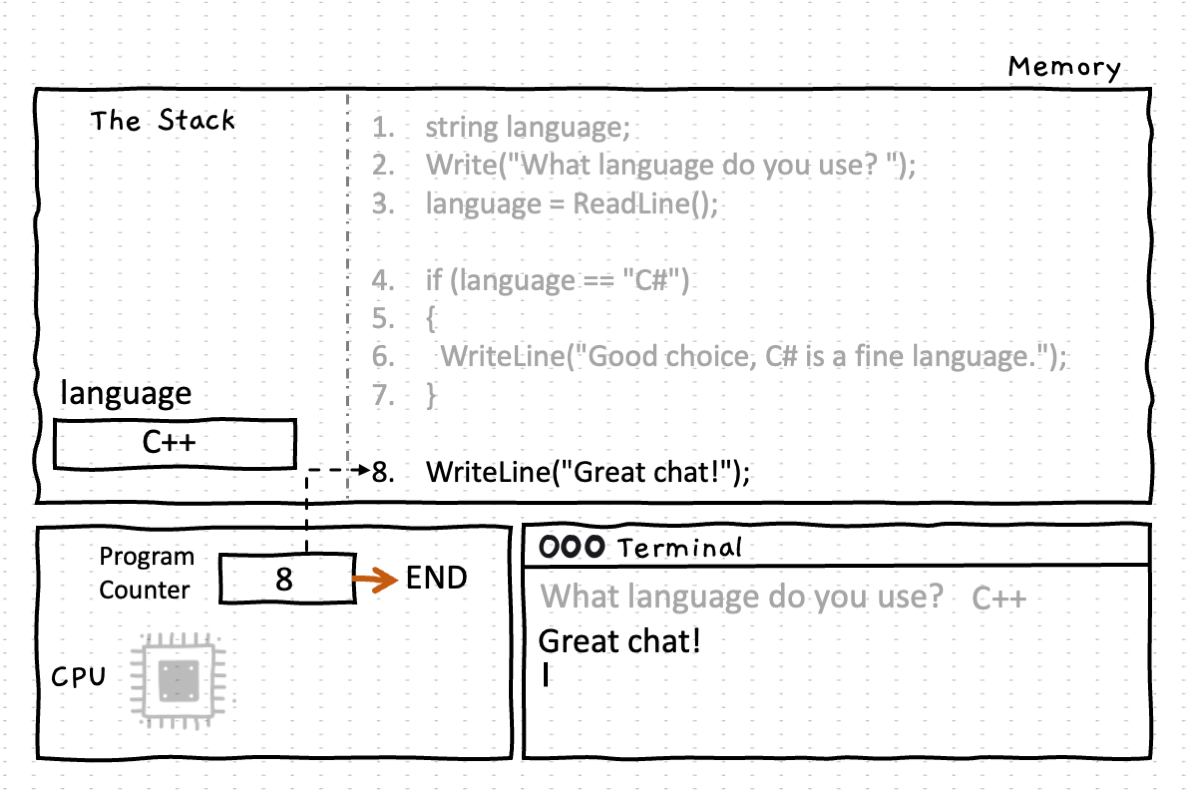 Memory
The Stack
1. string language;
2. Write("What language do you use? ");
3. language = ReadLine();
4. if (language == "C#")
5. {
6. WriteLine("Good choice, C# is a fine language.");
7. }
language
C++
8. WriteLine("Great chat!");
Program
Counter
8
END
CPU
Terminal
What language do you use? C++
Great chat!